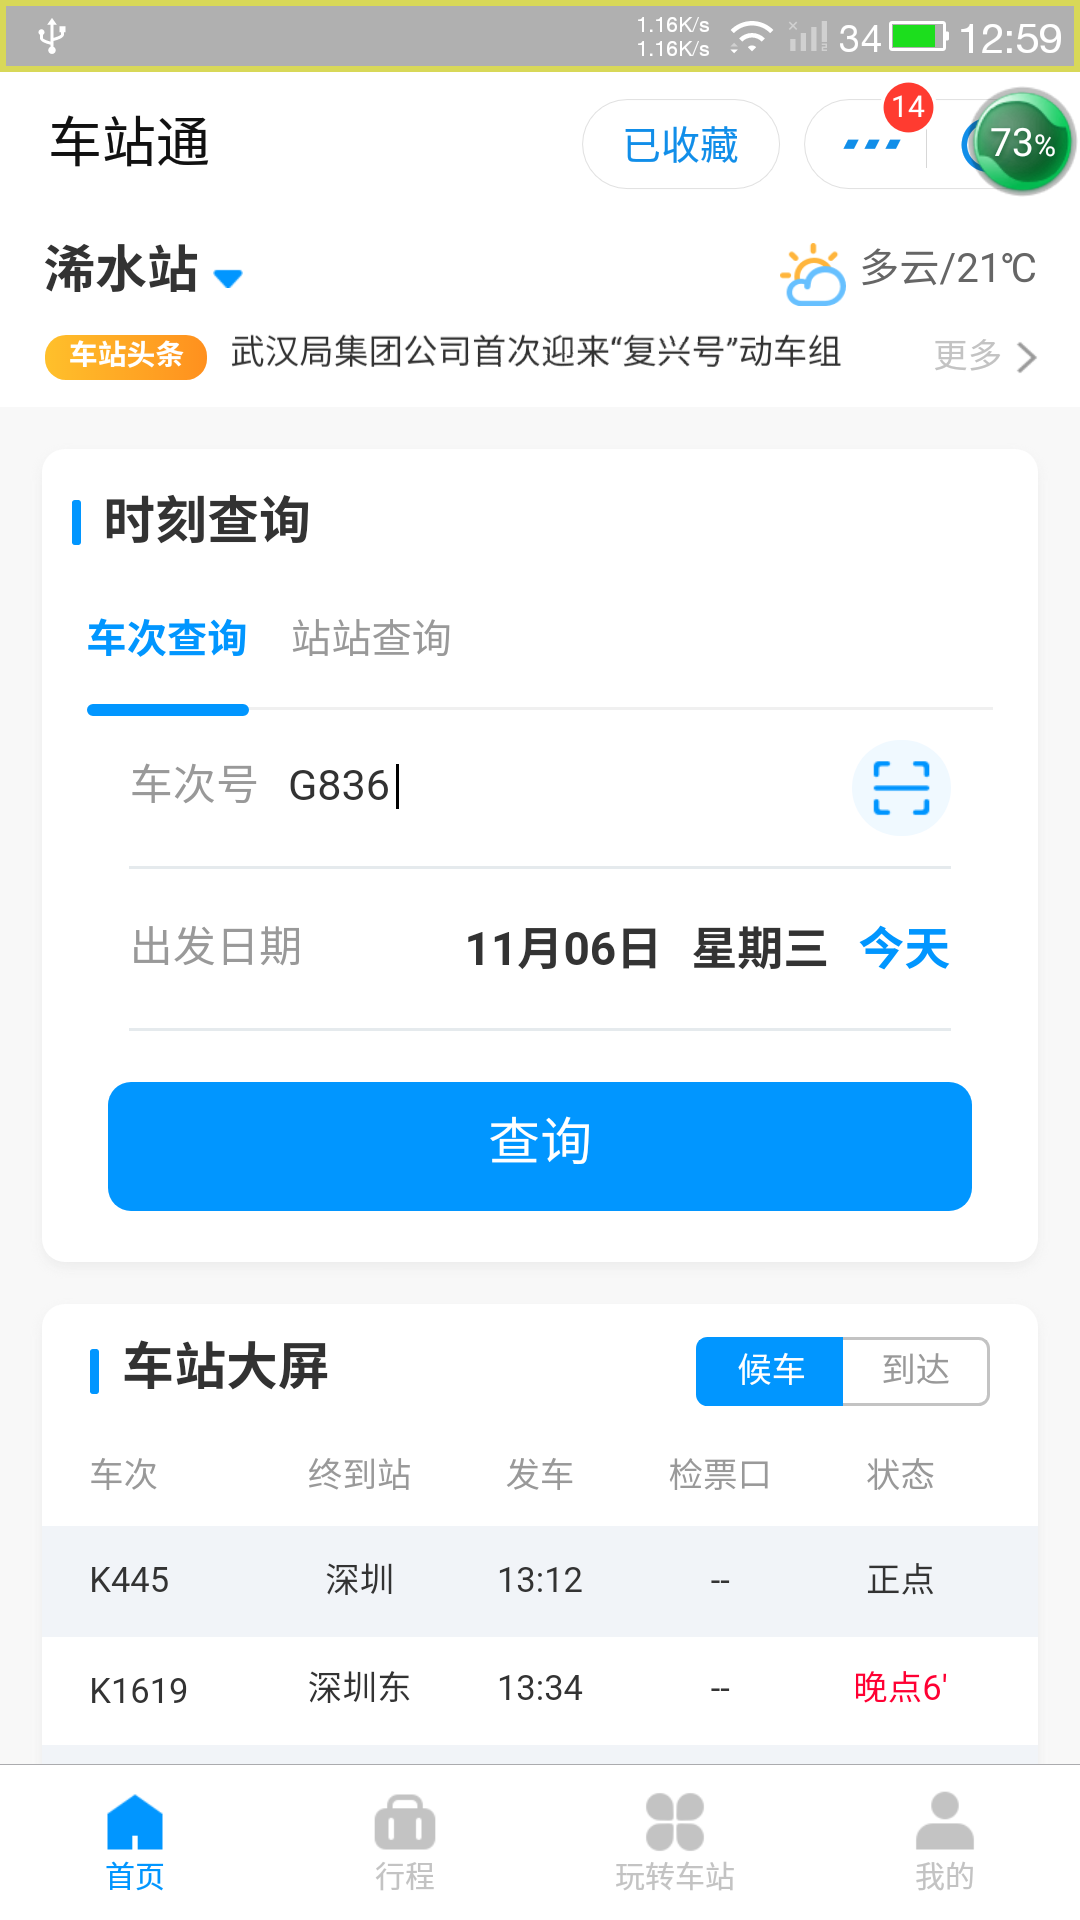 1.16K/s
1.16K/s
34
12:59
车站通
已收藏
14
73%
浠水站
多云/21℃
车站头条
武汉局集团公司首次迎来“复兴号”动车组
更多
时刻查询
车次查询 站站查询
车次号 G836
出发日期 11月06日 星期三 今天
查询
车站大屏 候车 到达
车次 终到站 发车 检票口 状态
K445 深圳 13:12 -- 正点
K1619 深圳东 13:34 -- 晚点6'
首页 行程 玩转车站 我的